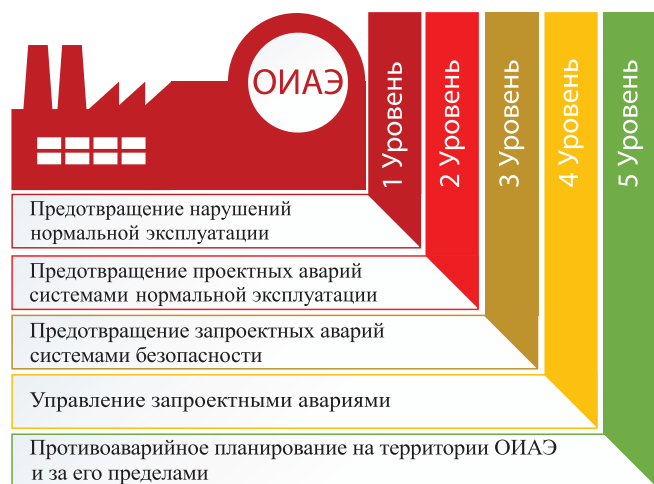 ОИАЭ
1 Уровень
2 Уровень
3 Уровень
4 Уровень
5 Уровень
Предотвращение нарушений
нормальной эксплуатации
Предотвращение проектных аварий
системами нормальной эксплуатации
Предотвращение запроектных аварий
системами безопасности
Управление запроектными авариями
Противоаварийное планирование на территории ОИАЭ
и за его пределами